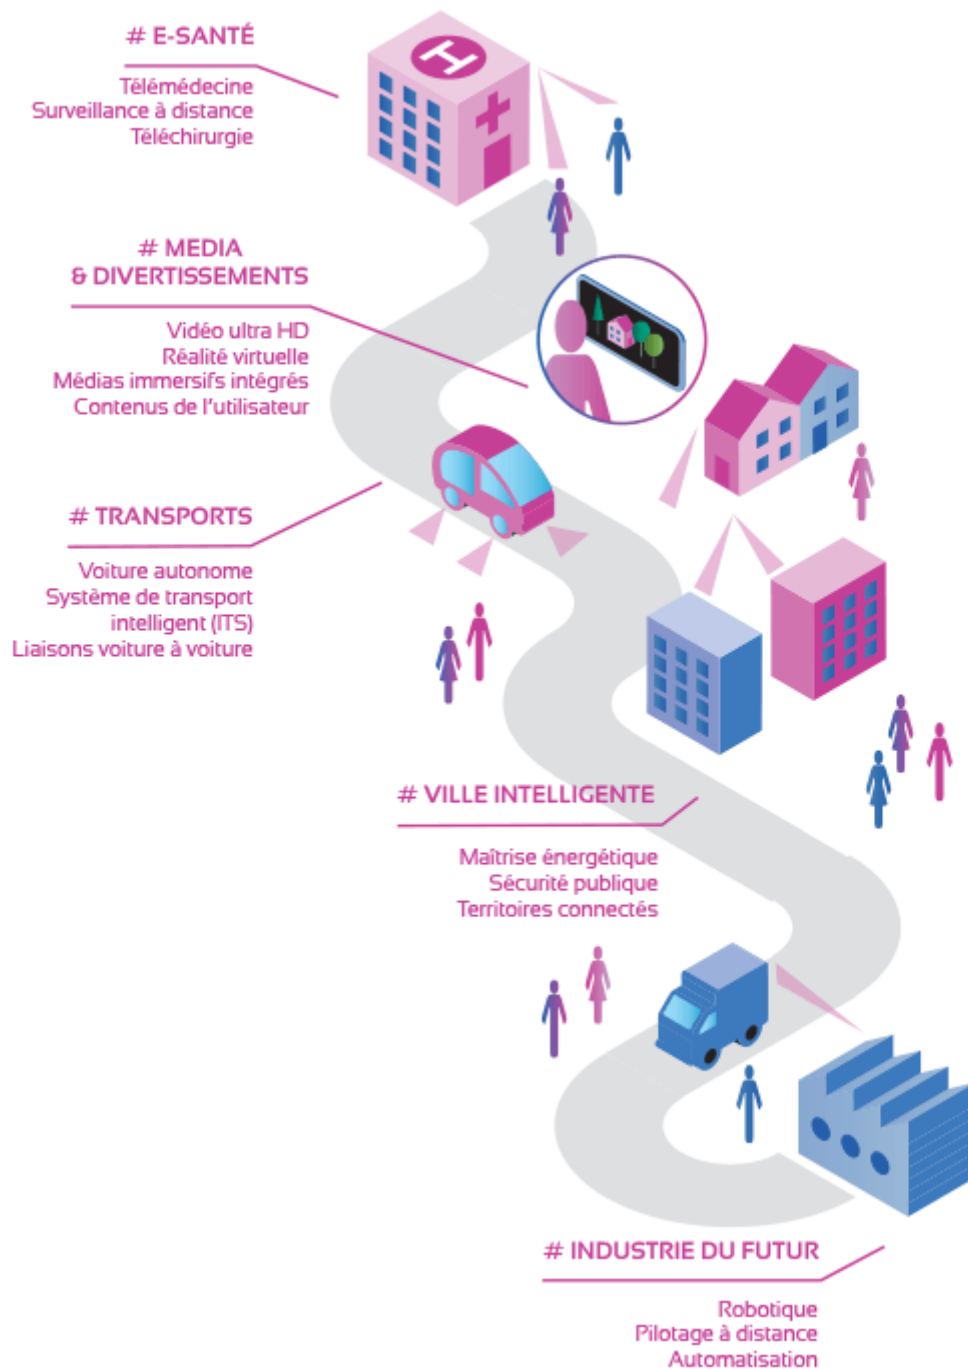 # E-SANTÉ
Télémédecine
Surveillance à distance
Téléchirurgie
H
# MEDIA
& DIVERTISSEMENTS
Vidéo ultra HD
Réalité virtuelle
Médias immersifs intégrés
Contenus de l'utilisateur
# TRANSPORTS
Voiture autonome
Système de transport
intelligent (ITS)
Liaisons voiture à voiture
# VILLE INTELLIGENTE
Maîtrise énergétique
Sécurité publique
Territoires connectés
# INDUSTRIE DU FUTUR
Robotique
Pilotage à distance
Automatisation